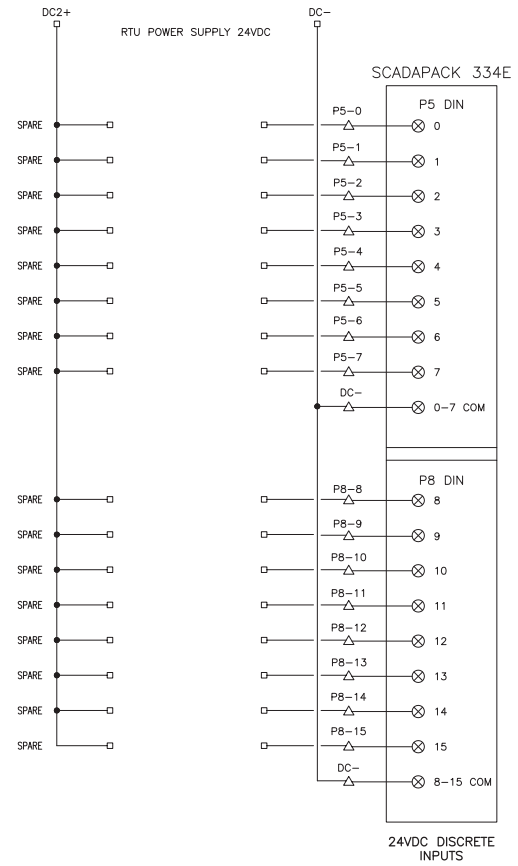 DC2+ DC−
RTU POWER SUPPLY 24VDC
SCADAPACK 334E
P5 DIN
SPARE P5−0 0
SPARE P5−1 1
SPARE P5−2 2
SPARE P5−3 3
SPARE P5−4 4
SPARE P5−5 5
SPARE P5−6 6
SPARE P5−7 7
DC− 0−7 COM
P8 DIN
SPARE P8−8 8
SPARE P8−9 9
SPARE P8−10 10
SPARE P8−11 11
SPARE P8−12 12
SPARE P8−13 13
SPARE P8−14 14
SPARE P8−15 15
DC− 8−15 COM
24VDC DISCRETE
INPUTS